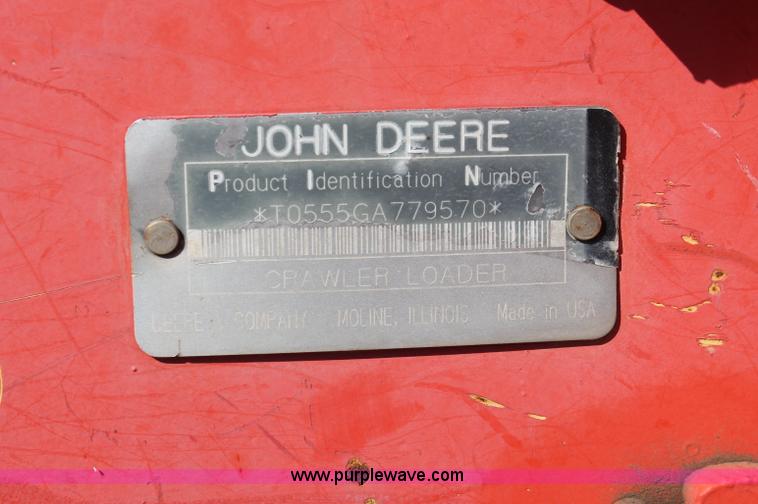 JOHN DEERE
Product Identification Number
*T0555GA779570*
CRAWLER LOADER
DEERE & COMPANY MOLINE, ILLINOIS Made in USA
www.purplewave.com